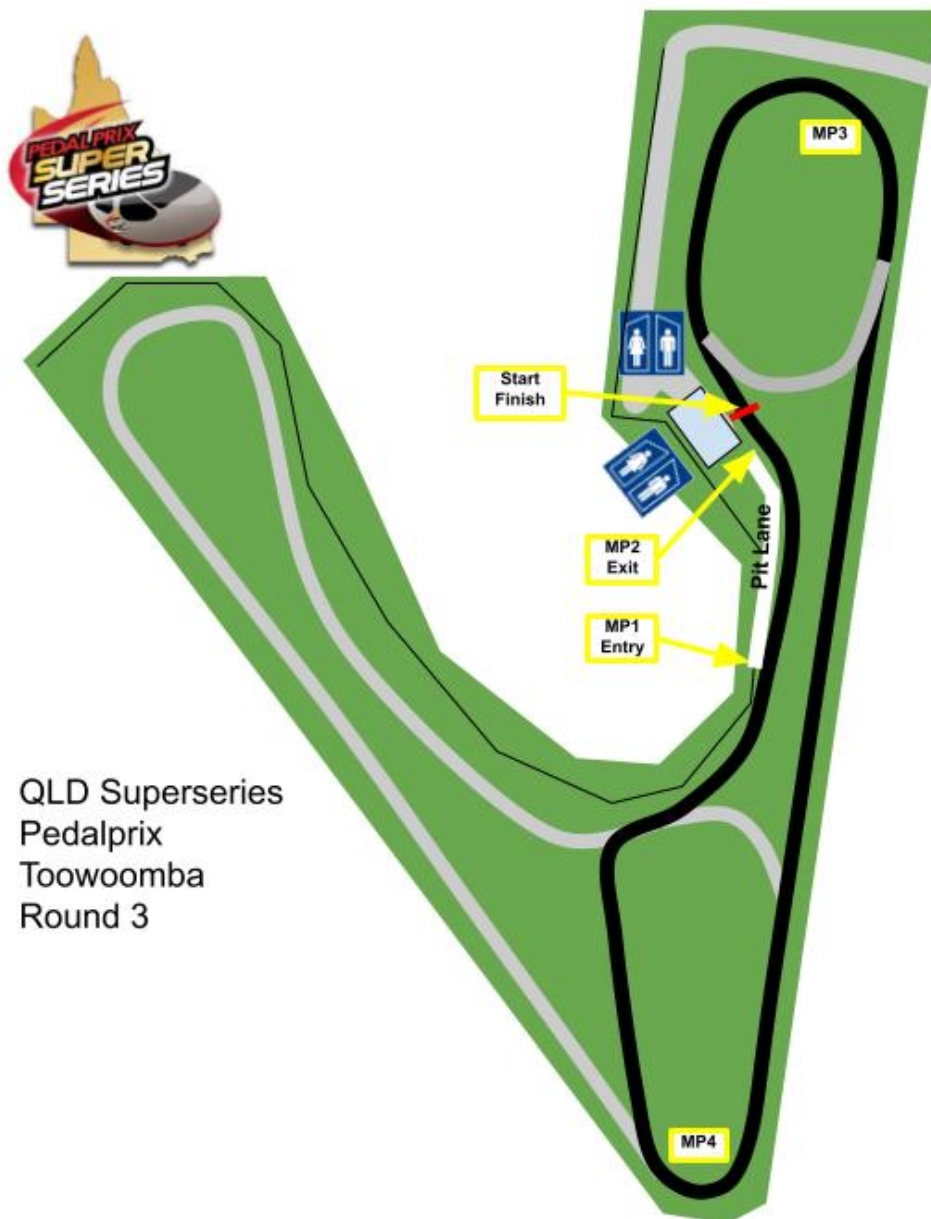 PEDAL PRIX
SUPER
SERIES
MP3
Start
Finish
MP2
Exit
Pit Lane
MP1
Entry
QLD Superseries
Pedalprix
Toowoomba
Round 3
MP4